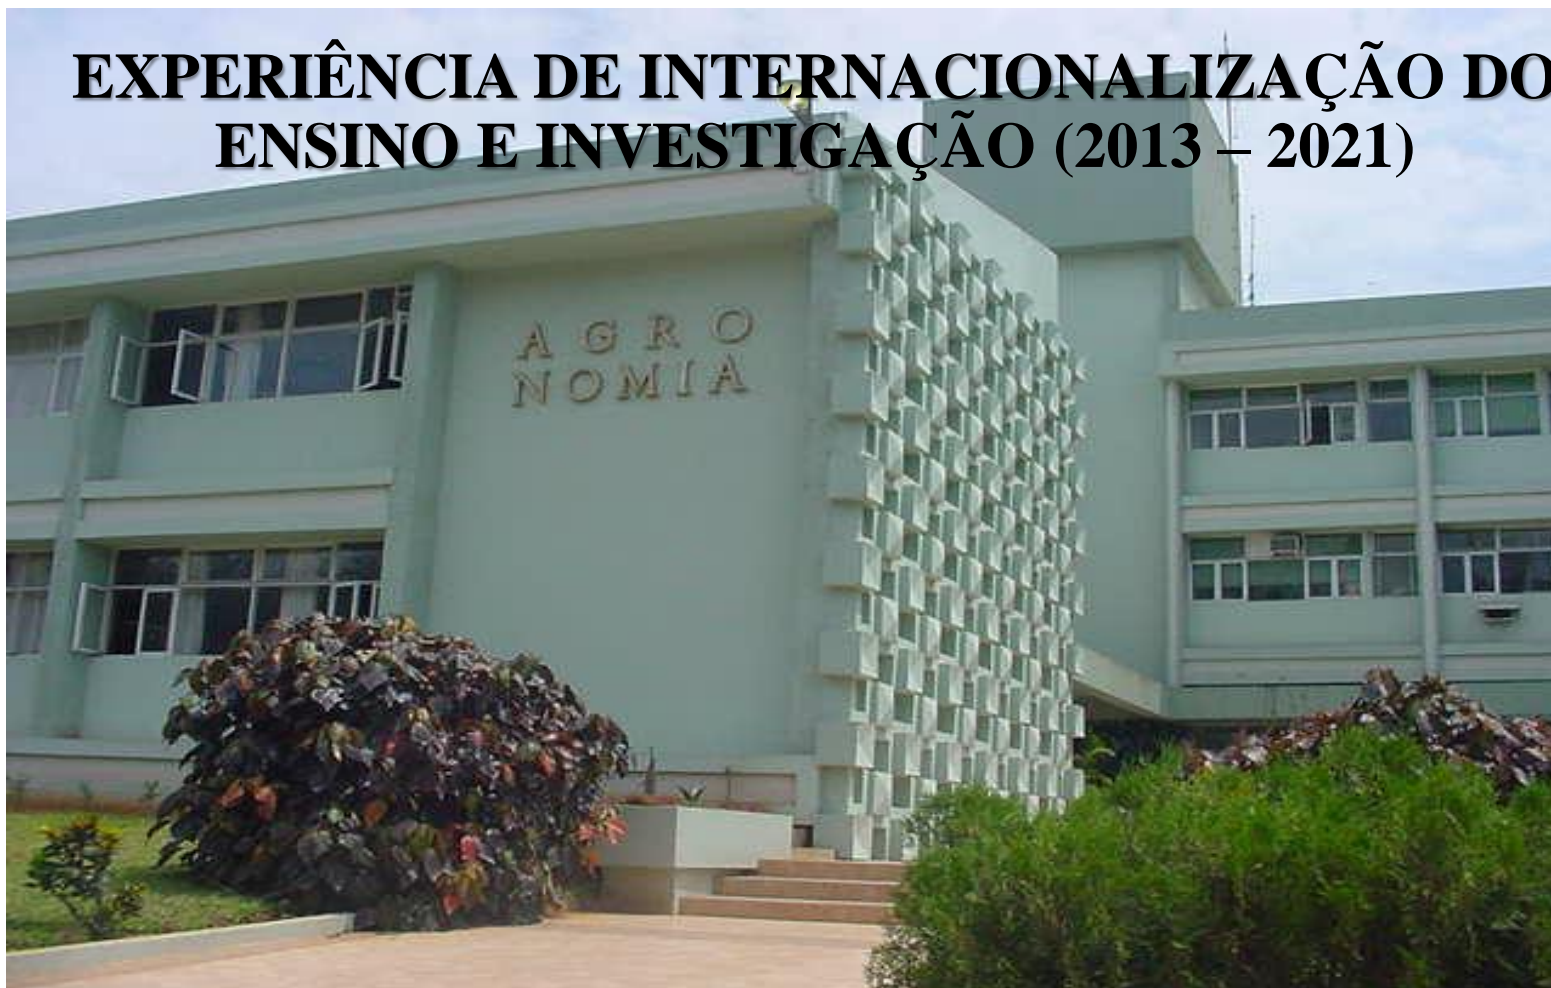 EXPERIÊNCIA DE INTERNACIONALIZAÇÃO DO
ENSINO E INVESTIGAÇÃO (2013 – 2021)
AGRO
NOMIA